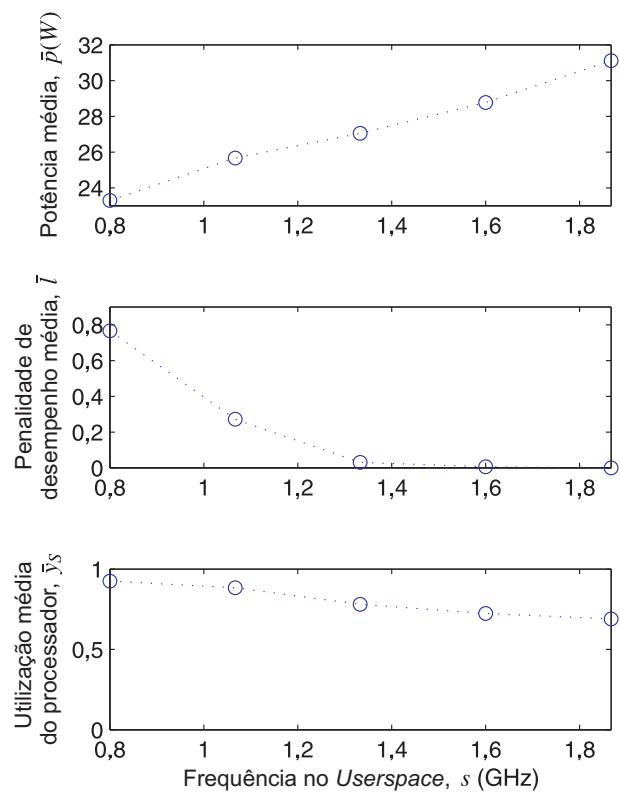 32
30
28
26
24
0,8 1 1,2 1,4 1,6 1,8
Potência média, p̄(W)
0,8
0,6
0,4
0,2
0
0,8 1 1,2 1,4 1,6 1,8
Penalidade de
desempenho média, l̄
1
0,5
0
0,8 1 1,2 1,4 1,6 1,8
Utilização média
do processador, ȳS
Frequência no Userspace, s (GHz)